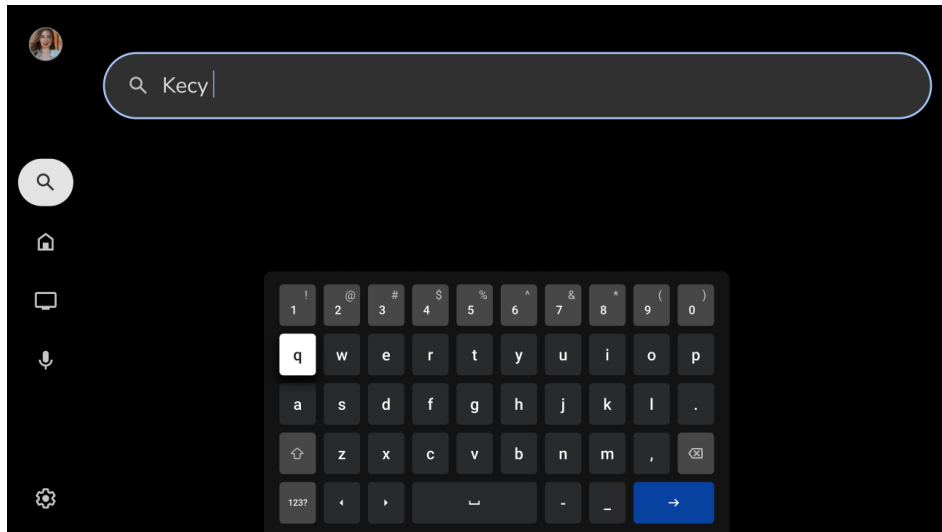 Kecy
! @ # $ % ^ & * ( )
1 2 3 4 5 6 7 8 9 0
q w e r t y u i o p
a s d f g h j k l .
z x c v b n m ,
123? - _